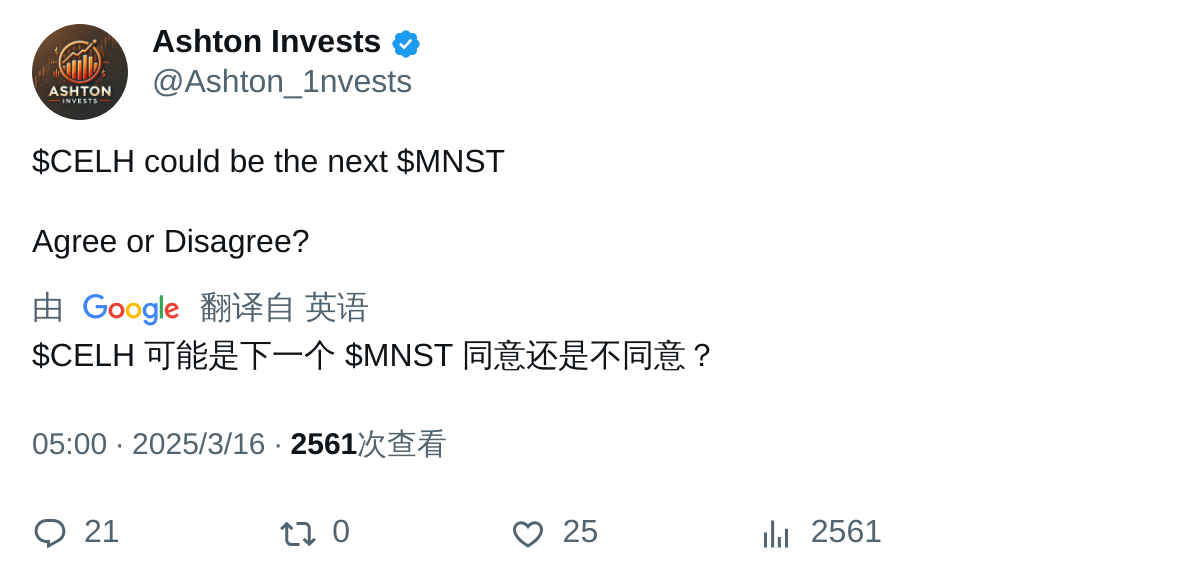 Ashton Invests
@Ashton_1nvests
ASHTON
INVESTS
$CELH could be the next $MNST
Agree or Disagree?
由 Google 翻译自 英语
$CELH 可能是下一个 $MNST 同意还是不同意？
05:00 · 2025/3/16 · 2561次查看
21 0 25 2561